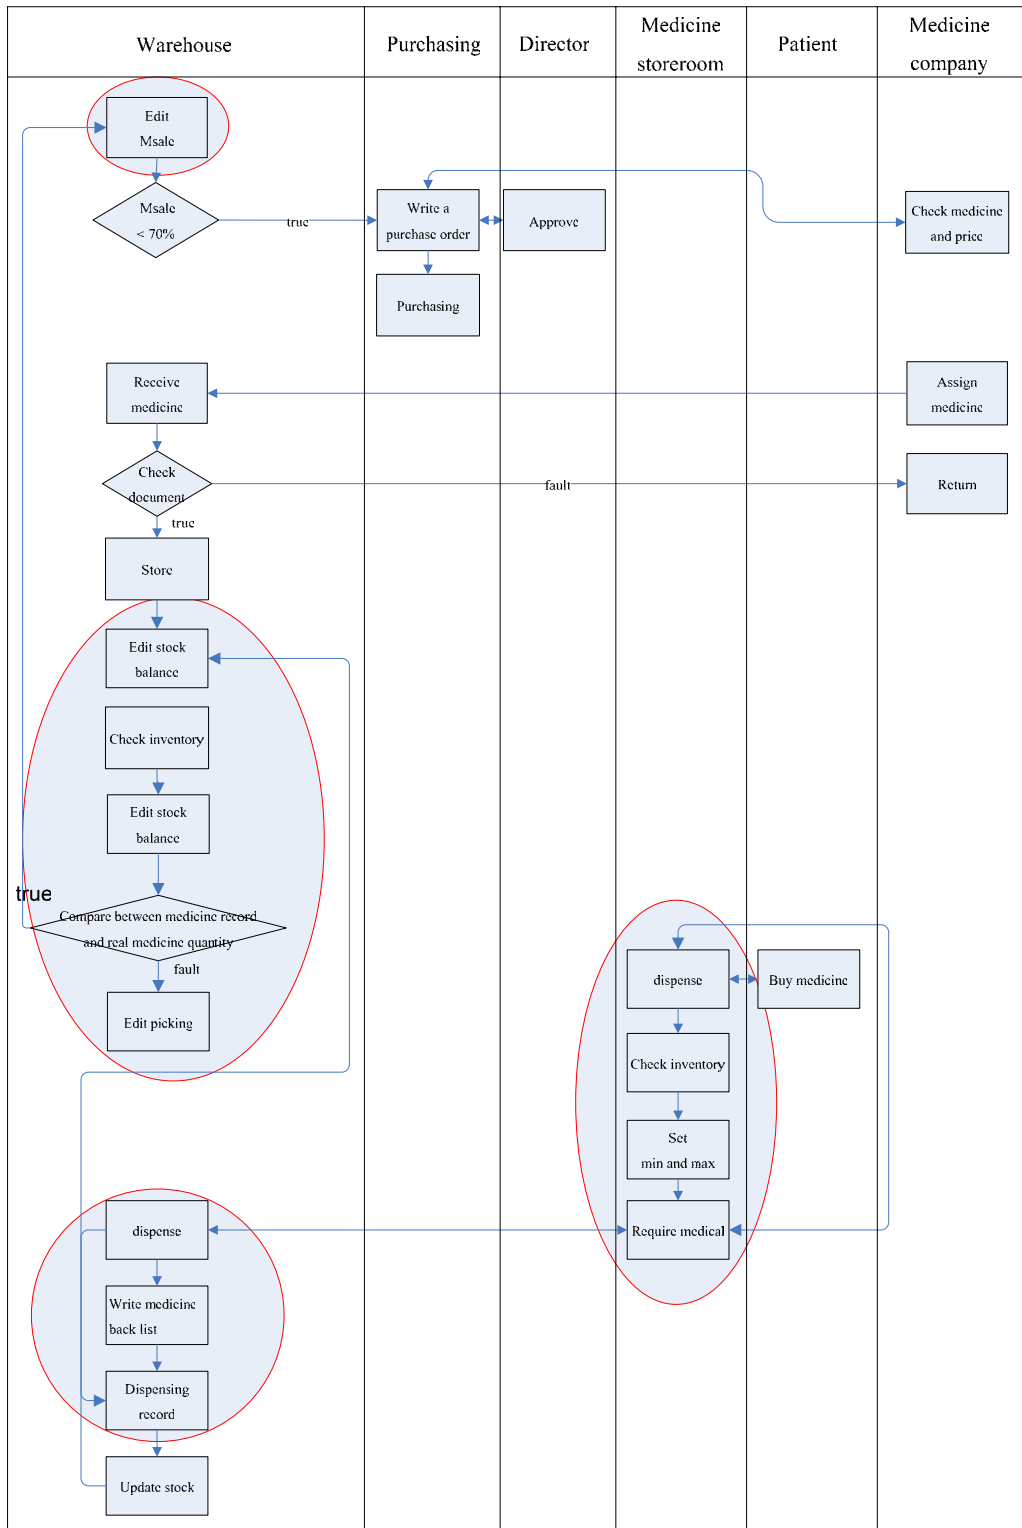 Warehouse
Purchasing
Director
Medicine
storeroom
Patient
Medicine
company
Edit
Msale
Msale
< 70%
true
Write a
purchase order
Approve
Check medicine
and price
Purchasing
Receive
medicine
Assign
medicine
Check
document
fault
Return
true
Store
Edit stock
balance
Check inventory
Edit stock
balance
true
Compare between medicine record
and real medicine quantity
fault
Edit picking
dispense
Buy medicine
Check inventory
Set
min and max
dispense
Require medical
Write medicine
back list
Dispensing
record
Update stock